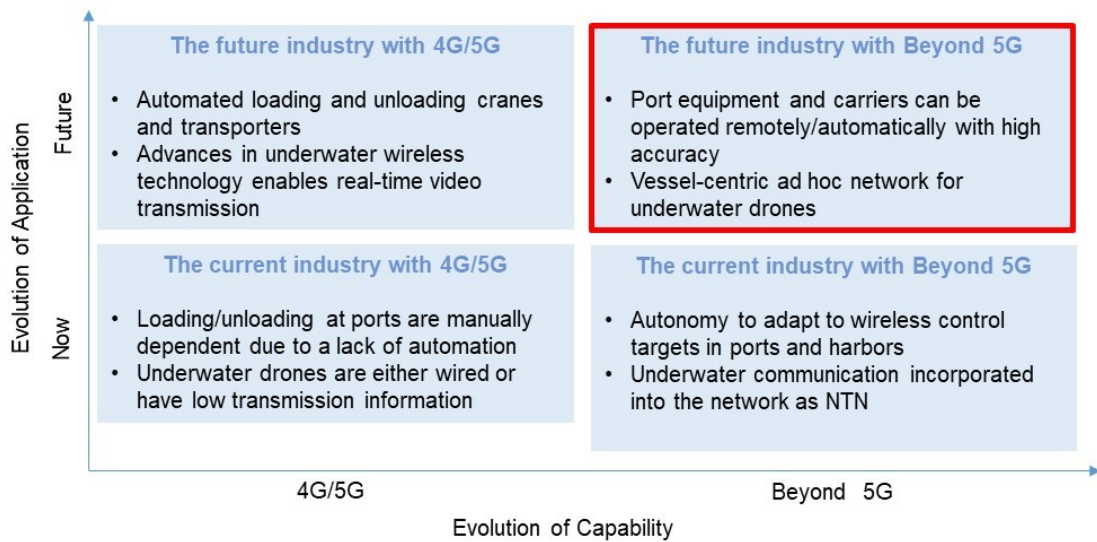 The future industry with 4G/5G
• Automated loading and unloading cranes
and transporters
• Advances in underwater wireless
technology enables real-time video
transmission
The future industry with Beyond 5G
• Port equipment and carriers can be
operated remotely/automatically with high
accuracy
• Vessel-centric ad hoc network for
underwater drones
The current industry with 4G/5G
• Loading/unloading at ports are manually
dependent due to a lack of automation
• Underwater drones are either wired or
have low transmission information
The current industry with Beyond 5G
• Autonomy to adapt to wireless control
targets in ports and harbors
• Underwater communication incorporated
into the network as NTN
Evolution of Application
Future
Now
4G/5G
Beyond 5G
Evolution of Capability